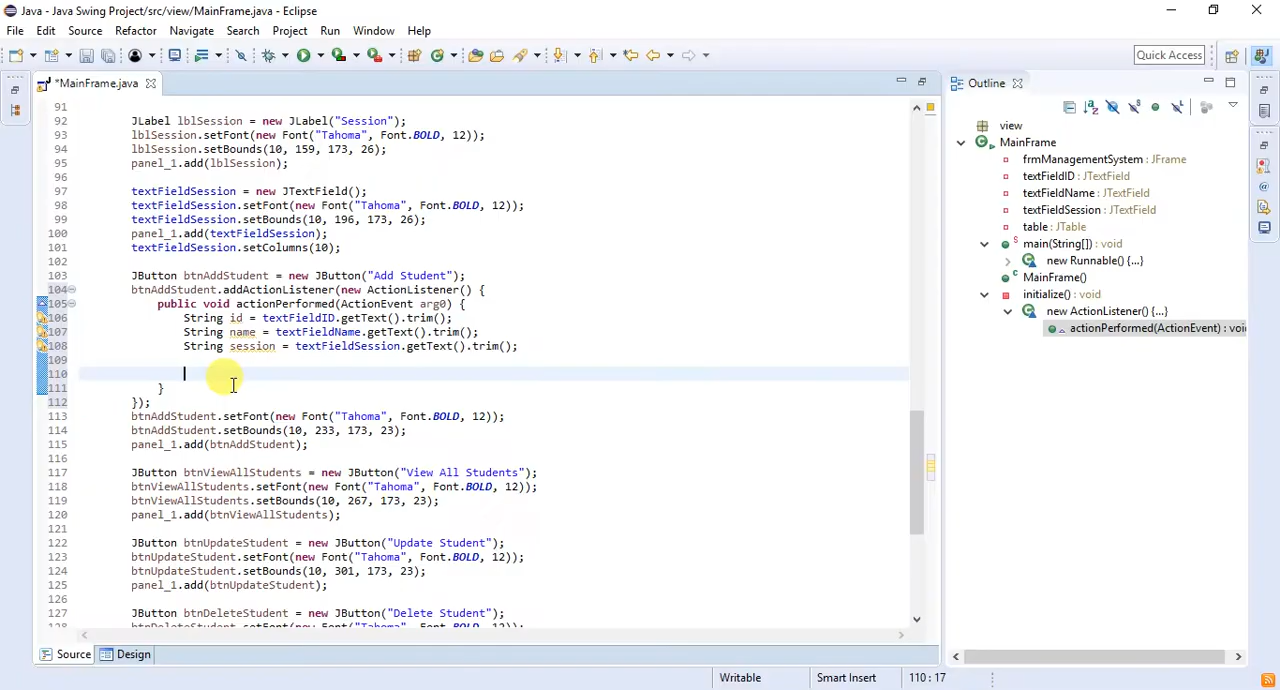 Java - Java Swing Project/src/view/MainFrame.java - Eclipse
File Edit Source Refactor Navigate Search Project Run Window Help
Quick Access
*MainFrame.java
91
92 JLabel lblSession = new JLabel("Session");
93 lblSession.setFont(new Font("Tahoma", Font.BOLD, 12));
94 lblSession.setBounds(10, 159, 173, 26);
95 panel_1.add(lblSession);
96
97 textFieldSession = new JTextField();
98 textFieldSession.setFont(new Font("Tahoma", Font.BOLD, 12));
99 textFieldSession.setBounds(10, 196, 173, 26);
100 panel_1.add(textFieldSession);
101 textFieldSession.setColumns(10);
102
103 JButton btnAddStudent = new JButton("Add Student");
104 btnAddStudent.addActionListener(new ActionListener() {
105 public void actionPerformed(ActionEvent arg0) {
106 String id = textFieldID.getText().trim();
107 String name = textFieldName.getText().trim();
108 String session = textFieldSession.getText().trim();
109
110
111 }
112 });
113 btnAddStudent.setFont(new Font("Tahoma", Font.BOLD, 12));
114 btnAddStudent.setBounds(10, 233, 173, 23);
115 panel_1.add(btnAddStudent);
116
117 JButton btnViewAllStudents = new JButton("View All Students");
118 btnViewAllStudents.setFont(new Font("Tahoma", Font.BOLD, 12));
119 btnViewAllStudents.setBounds(10, 267, 173, 23);
120 panel_1.add(btnViewAllStudents);
121
122 JButton btnUpdateStudent = new JButton("Update Student");
123 btnUpdateStudent.setFont(new Font("Tahoma", Font.BOLD, 12));
124 btnUpdateStudent.setBounds(10, 301, 173, 23);
125 panel_1.add(btnUpdateStudent);
126
127 JButton btnDeleteStudent = new JButton("Delete Student");
128 btnDeleteStudent.setFont(new Font("Tahoma", Font.BOLD, 12));
Source Design
Outline
view
MainFrame
frmManagementSystem : JFrame
textFieldID : JTextField
textFieldName : JTextField
textFieldSession : JTextField
table : JTable
main(String[]) : void
new Runnable() {...}
MainFrame()
initialize() : void
new ActionListener() {...}
actionPerformed(ActionEvent) : voi
Writable Smart Insert 110 : 17